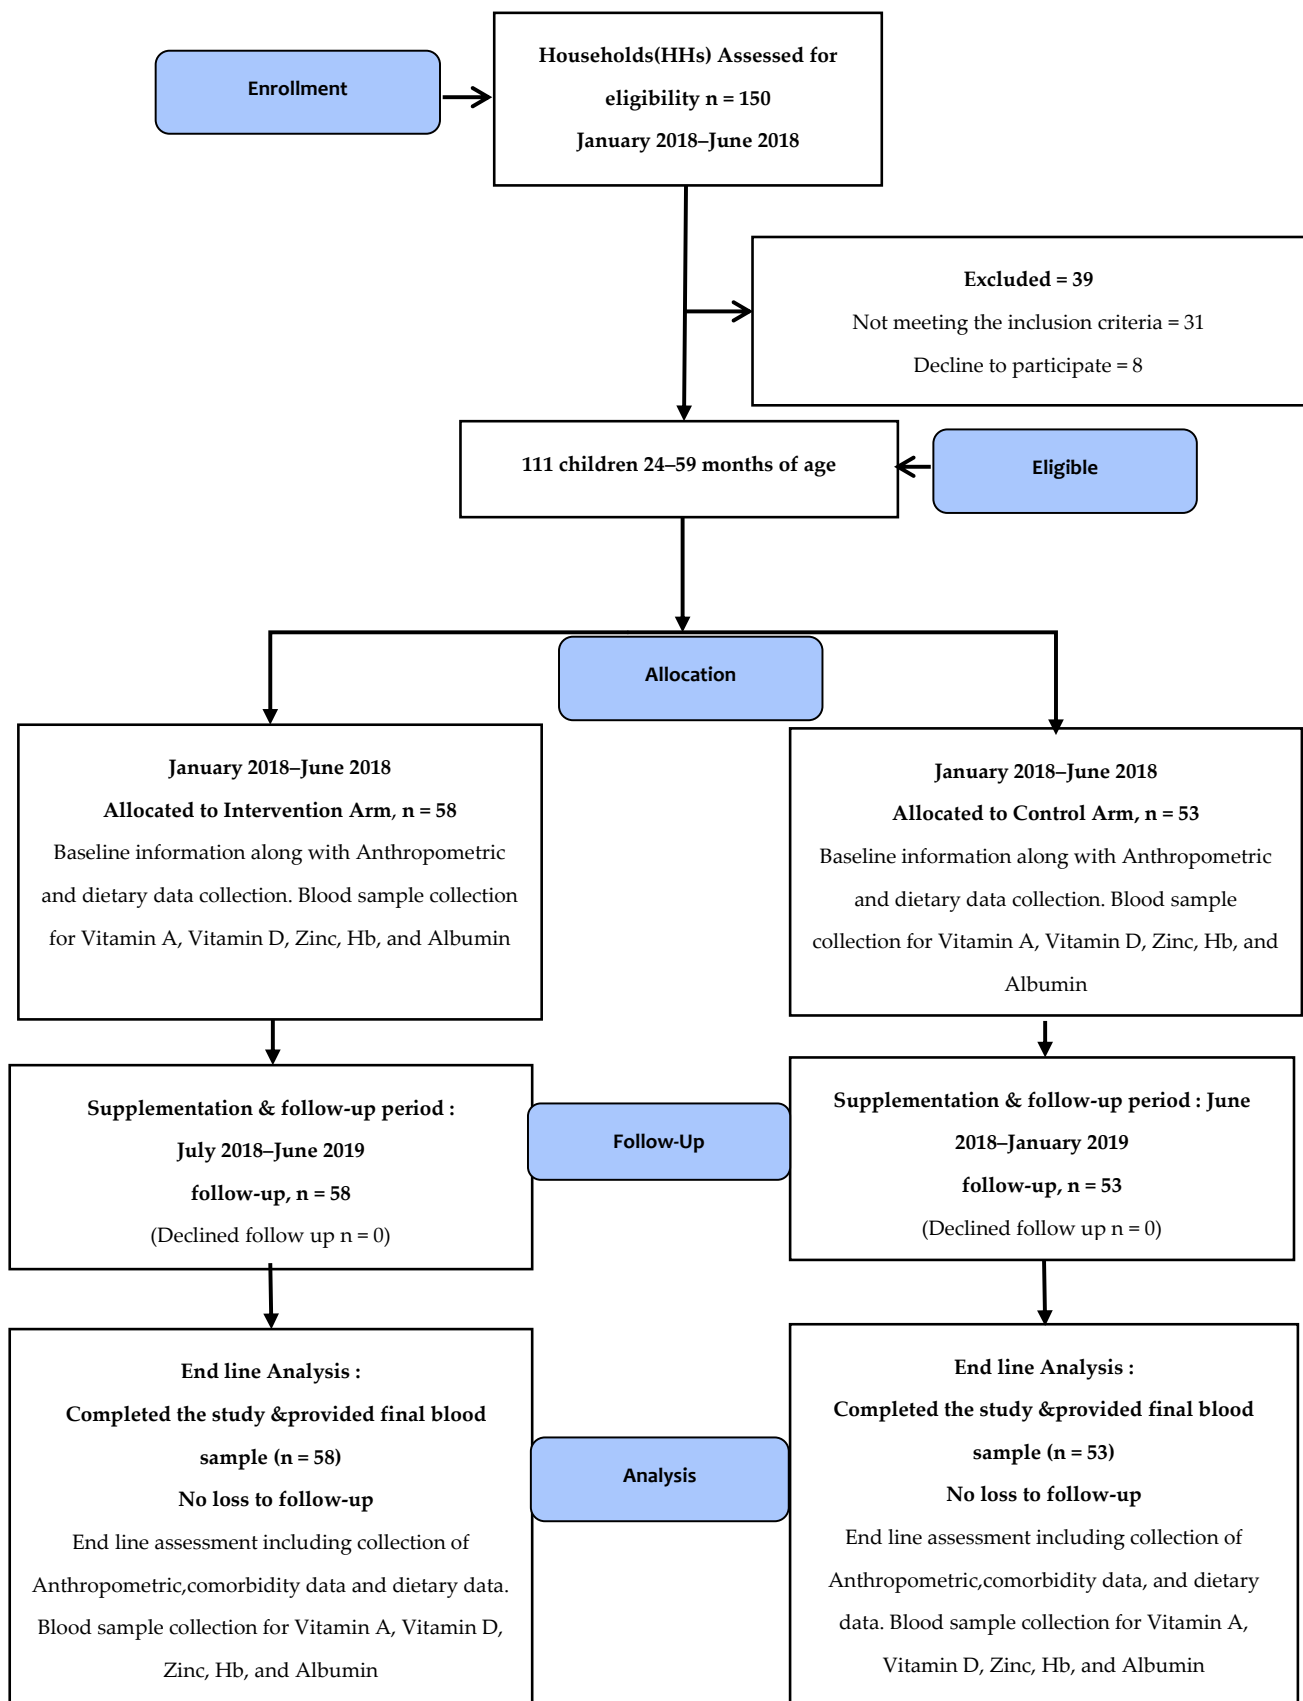 Enrollment
Households(HHs) Assessed for
eligibility n = 150
January 2018–June 2018
Excluded = 39
Not meeting the inclusion criteria = 31
Decline to participate = 8
111 children 24–59 months of age
Eligible
Allocation
January 2018–June 2018
Allocated to Intervention Arm, n = 58
Baseline information along with Anthropometric
and dietary data collection. Blood sample collection
for Vitamin A, Vitamin D, Zinc, Hb, and Albumin
January 2018–June 2018
Allocated to Control Arm, n = 53
Baseline information along with Anthropometric
and dietary data collection. Blood sample
collection for Vitamin A, Vitamin D, Zinc, Hb, and
Albumin
Supplementation & follow-up period :
July 2018–June 2019
follow-up, n = 58
(Declined follow up n = 0)
Follow-Up
Supplementation & follow-up period : June
2018–January 2019
follow-up, n = 53
(Declined follow up n = 0)
End line Analysis :
Completed the study &provided final blood
sample (n = 58)
No loss to follow-up
End line assessment including collection of
Anthropometric,comorbidity data and dietary data.
Blood sample collection for Vitamin A, Vitamin D,
Zinc, Hb, and Albumin
Analysis
End line Analysis :
Completed the study &provided final blood
sample (n = 53)
No loss to follow-up
End line assessment including collection of
Anthropometric,comorbidity data, and dietary
data. Blood sample collection for Vitamin A,
Vitamin D, Zinc, Hb, and Albumin